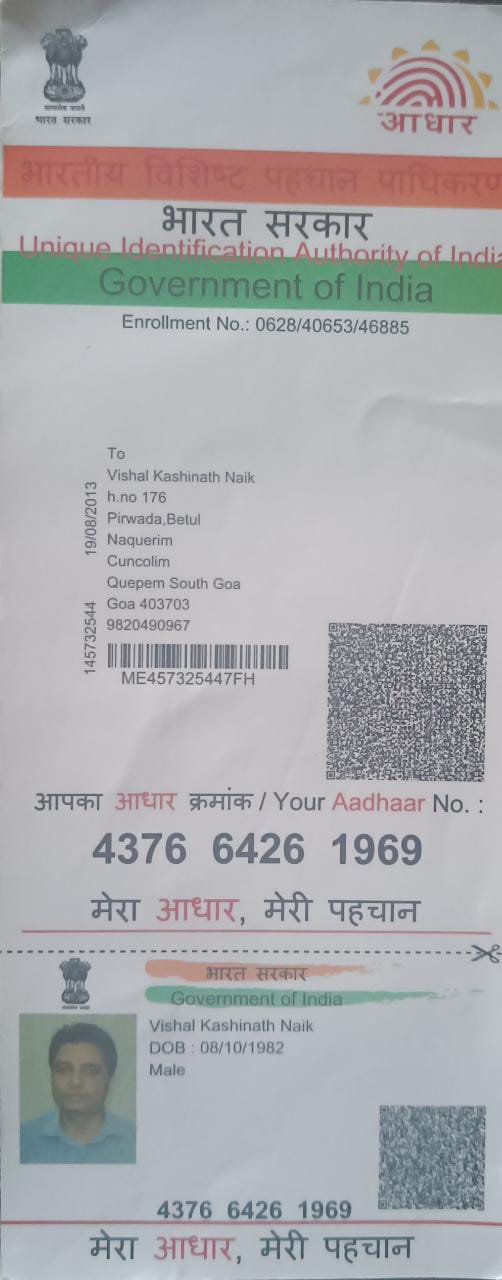 सत्यमेव जयते
भारत सरकार
आधार
भारतीय विशिष्ट पहचान प्राधिकरण
भारत सरकार
Unique Identification Authority of India
Government of India
Enrollment No.: 0628/40653/46885
To
Vishal Kashinath Naik
h.no 176
Pirwada,Betul
Naquerim
Cuncolim
Quepem South Goa
Goa 403703
9820490967
19/08/2013
145732544
ME457325447FH
आपका आधार क्रमांक / Your Aadhaar No. :
4376 6426 1969
मेरा आधार, मेरी पहचान
भारत सरकार
Government of India
Vishal Kashinath Naik
DOB : 08/10/1982
Male
4376 6426 1969
मेरा आधार, मेरी पहचान